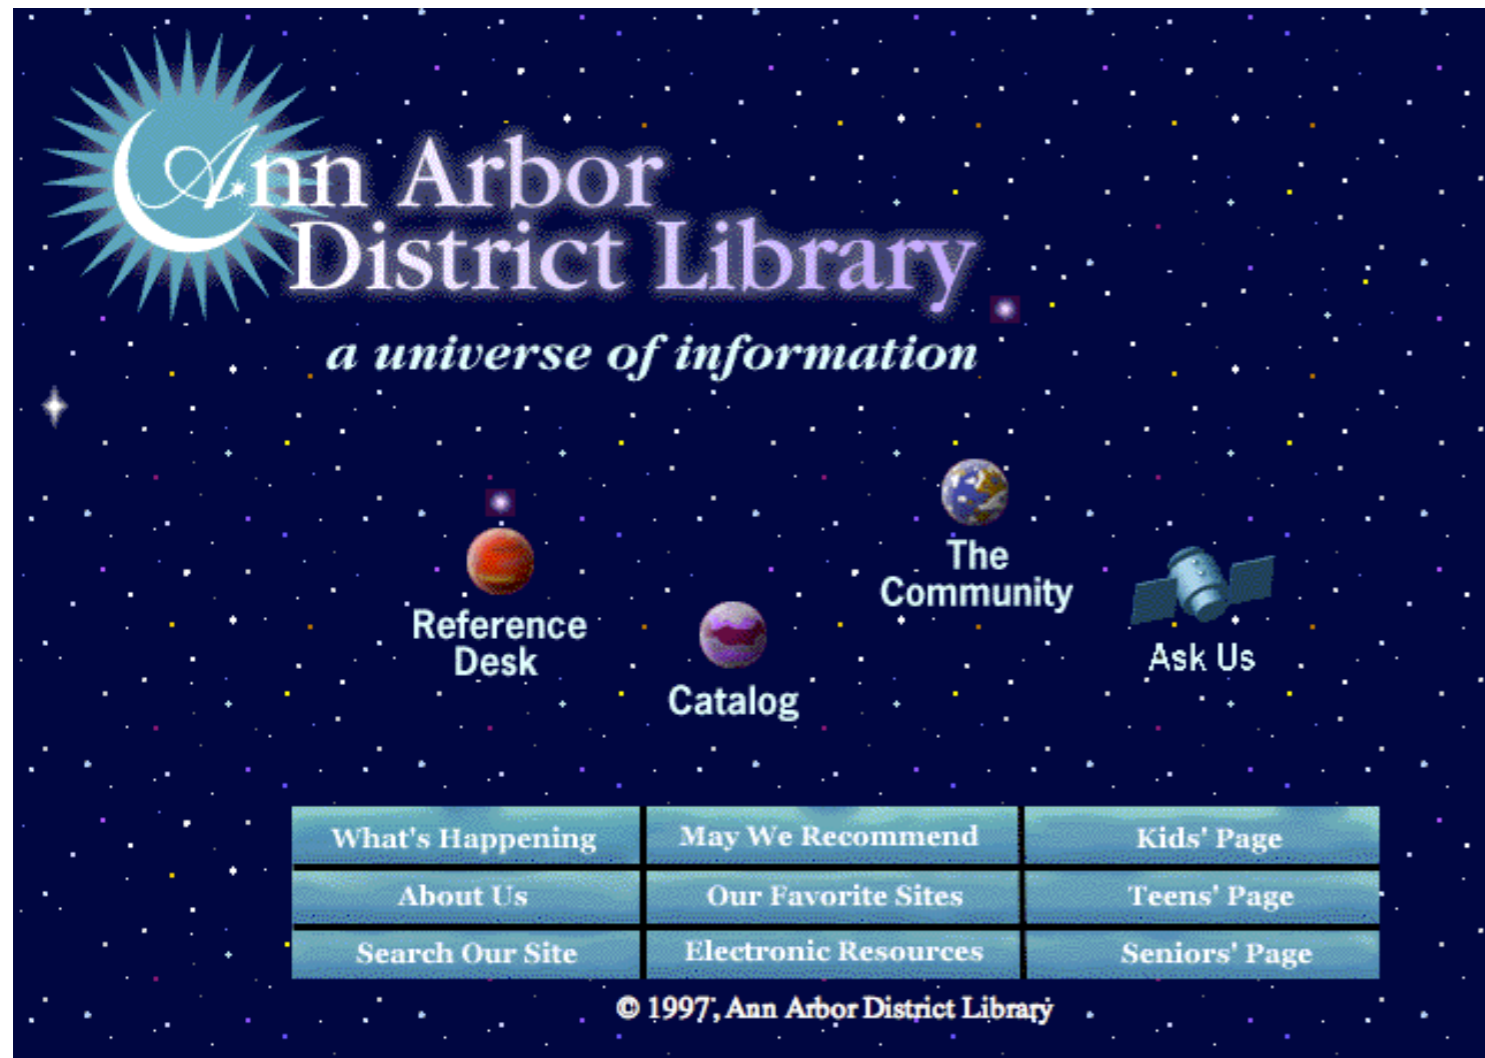 Ann Arbor
District Library
a universe of information
The
Community
Reference
Desk
Ask Us
Catalog
What's Happening
May We Recommend
Kids' Page
About Us
Our Favorite Sites
Teens' Page
Search Our Site
Electronic Resources
Seniors' Page
© 1997, Ann Arbor District Library